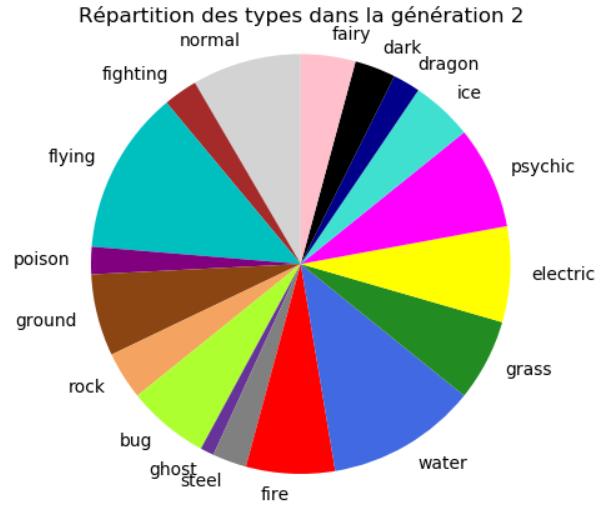 Répartition des types dans la génération 2
normal
fairy
dark
dragon
ice
fighting
flying
psychic
poison
electric
ground
grass
rock
bug
water
ghost
steel
fire